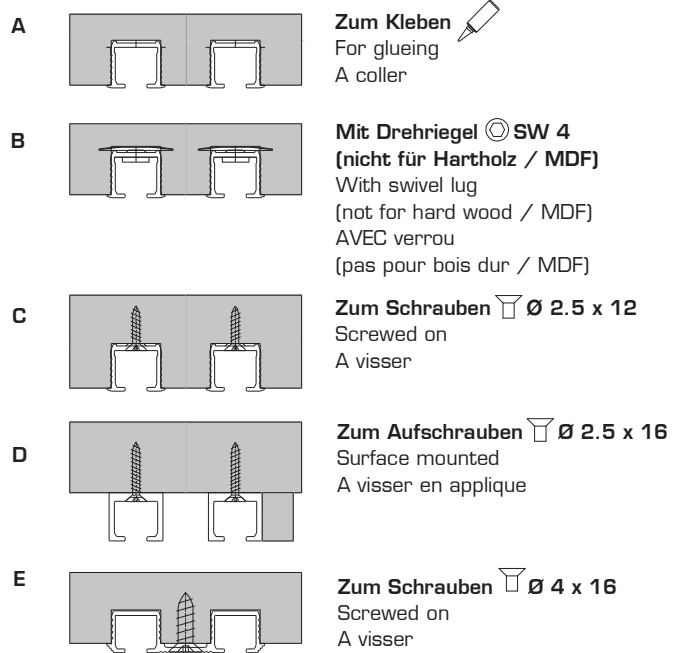 A
Zum Kleben
For glueing
A coller
B
Mit Drehriegel SW 4
(nicht für Hartholz / MDF)
With swivel lug
(not for hard wood / MDF)
AVEC verrou
(pas pour bois dur / MDF)
C
Zum Schrauben Ø 2.5 x 12
Screwed on
A visser
D
Zum Aufschrauben Ø 2.5 x 16
Surface mounted
A visser en applique
E
Zum Schrauben Ø 4 x 16
Screwed on
A visser